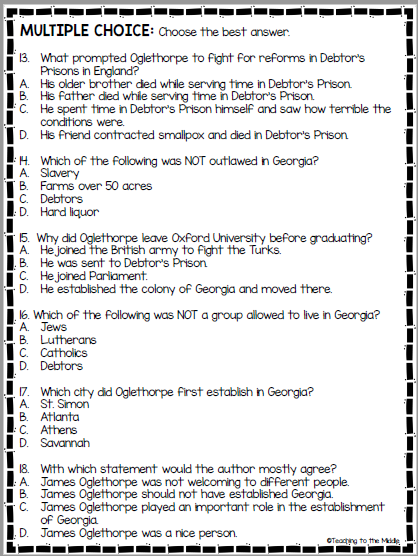 MULTIPLE CHOICE: Choose the best answer.
13. What prompted Oglethorpe to fight for reforms in Debtor's
Prisons in England?
A. His older brother died while serving time in Debtor's Prison.
B. His father died while serving time in Debtor's Prison.
C. He spent time in Debtor's Prison himself and saw how terrible the
conditions were.
D. His friend contracted smallpox and died in Debtor's Prison.
14. Which of the following was NOT outlawed in Georgia?
A. Slavery
B. Farms over 50 acres
C. Debtors
D. Hard liquor
15. Why did Oglethorpe leave Oxford University before graduating?
A. He joined the British army to fight the Turks.
B. He was sent to Debtor's Prison.
C. He joined Parliament.
D. He established the colony of Georgia and moved there.
16. Which of the following was NOT a group allowed to live in Georgia?
A. Jews
B. Lutherans
C. Catholics
D. Debtors
17. Which city did Oglethorpe first establish in Georgia?
A. St. Simon
B. Atlanta
C. Athens
D. Savannah
18. With which statement would the author mostly agree?
A. James Oglethorpe was not welcoming to different people.
B. James Oglethorpe should not have established Georgia.
C. James Oglethorpe played an important role in the establishment
of Georgia.
D. James Oglethorpe was a nice person.
©Teaching to the Middle